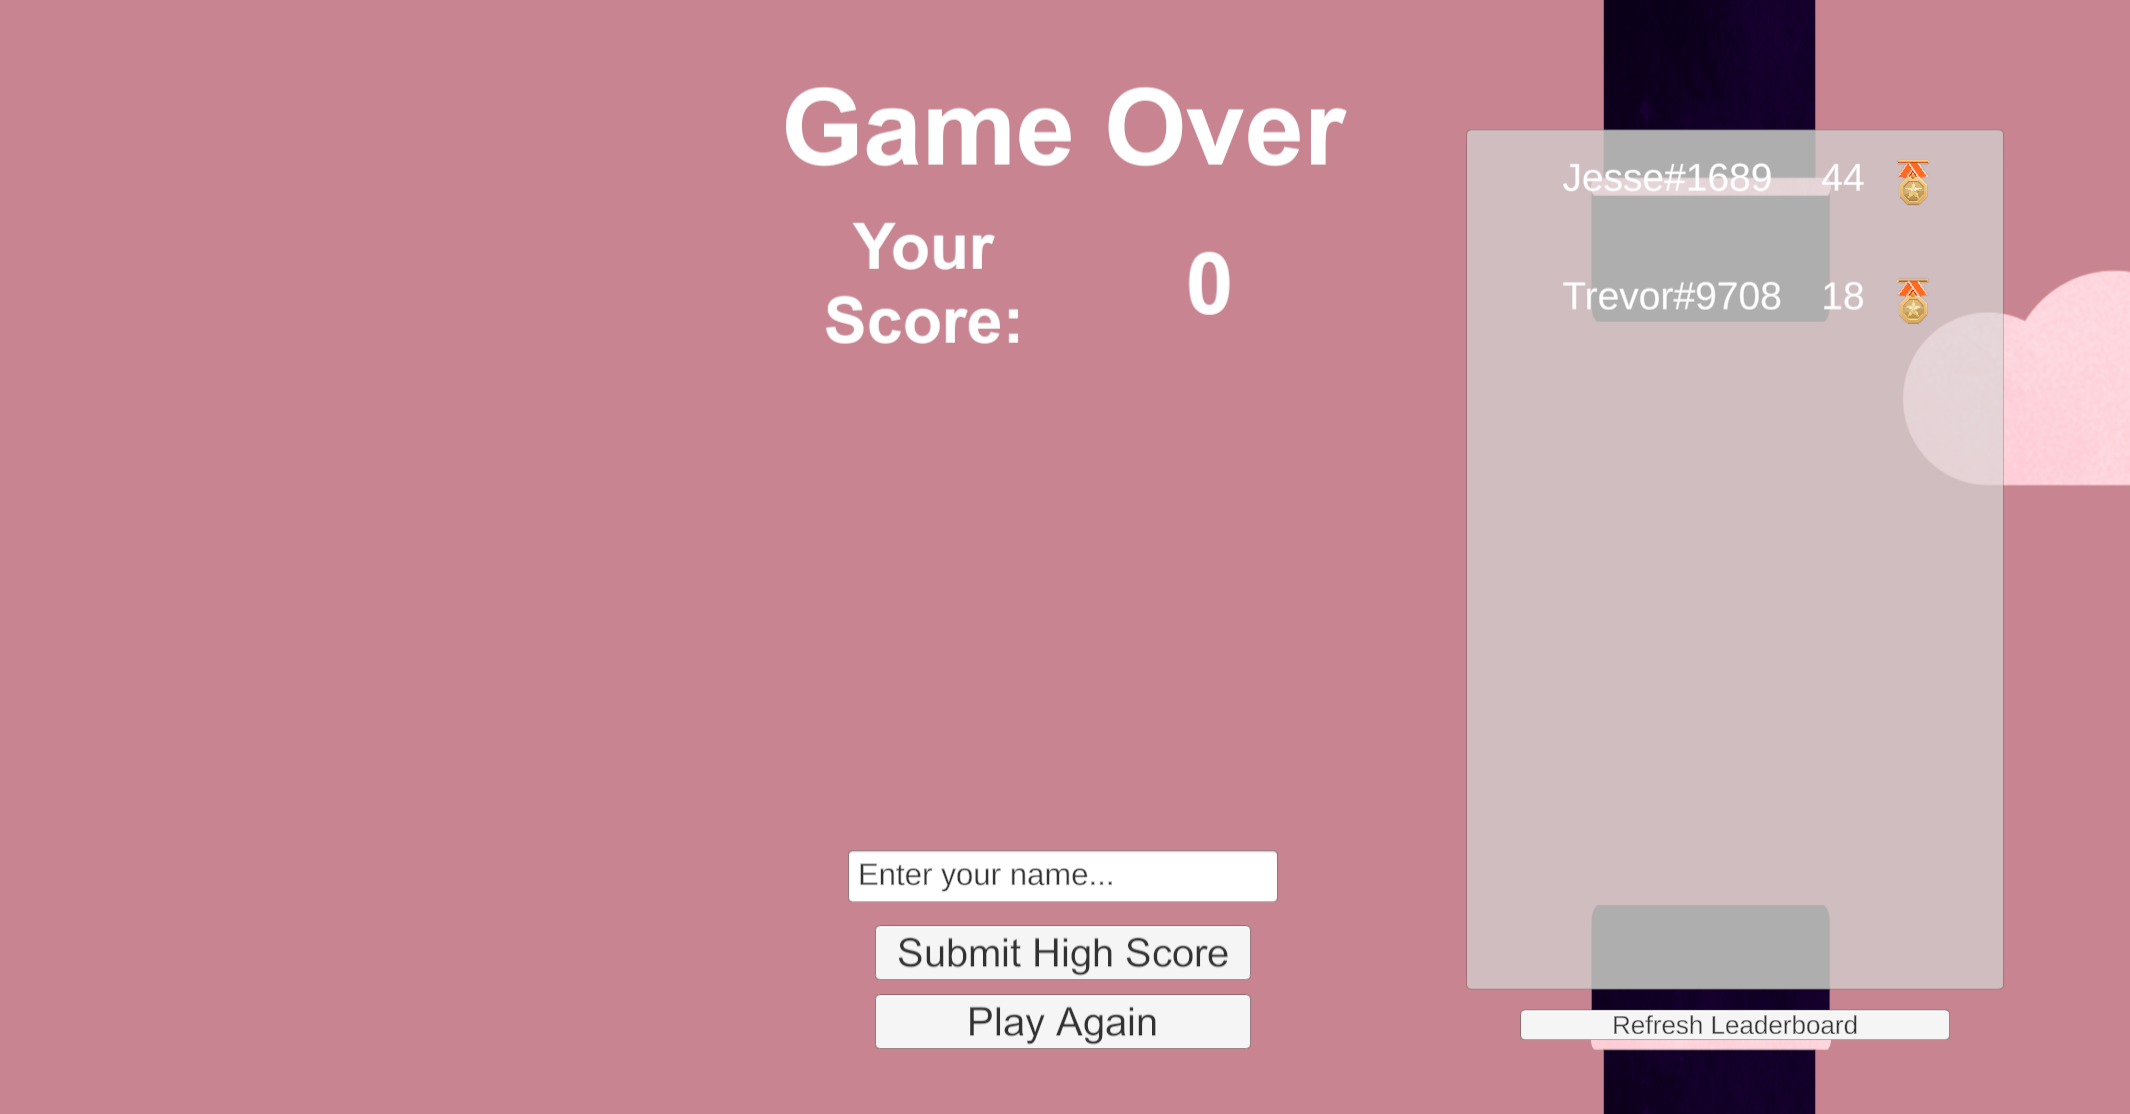 Game Over
Your
Score:
0
Jesse#1689 44
Trevor#9708 18
Enter your name...
Submit High Score
Play Again
Refresh Leaderboard